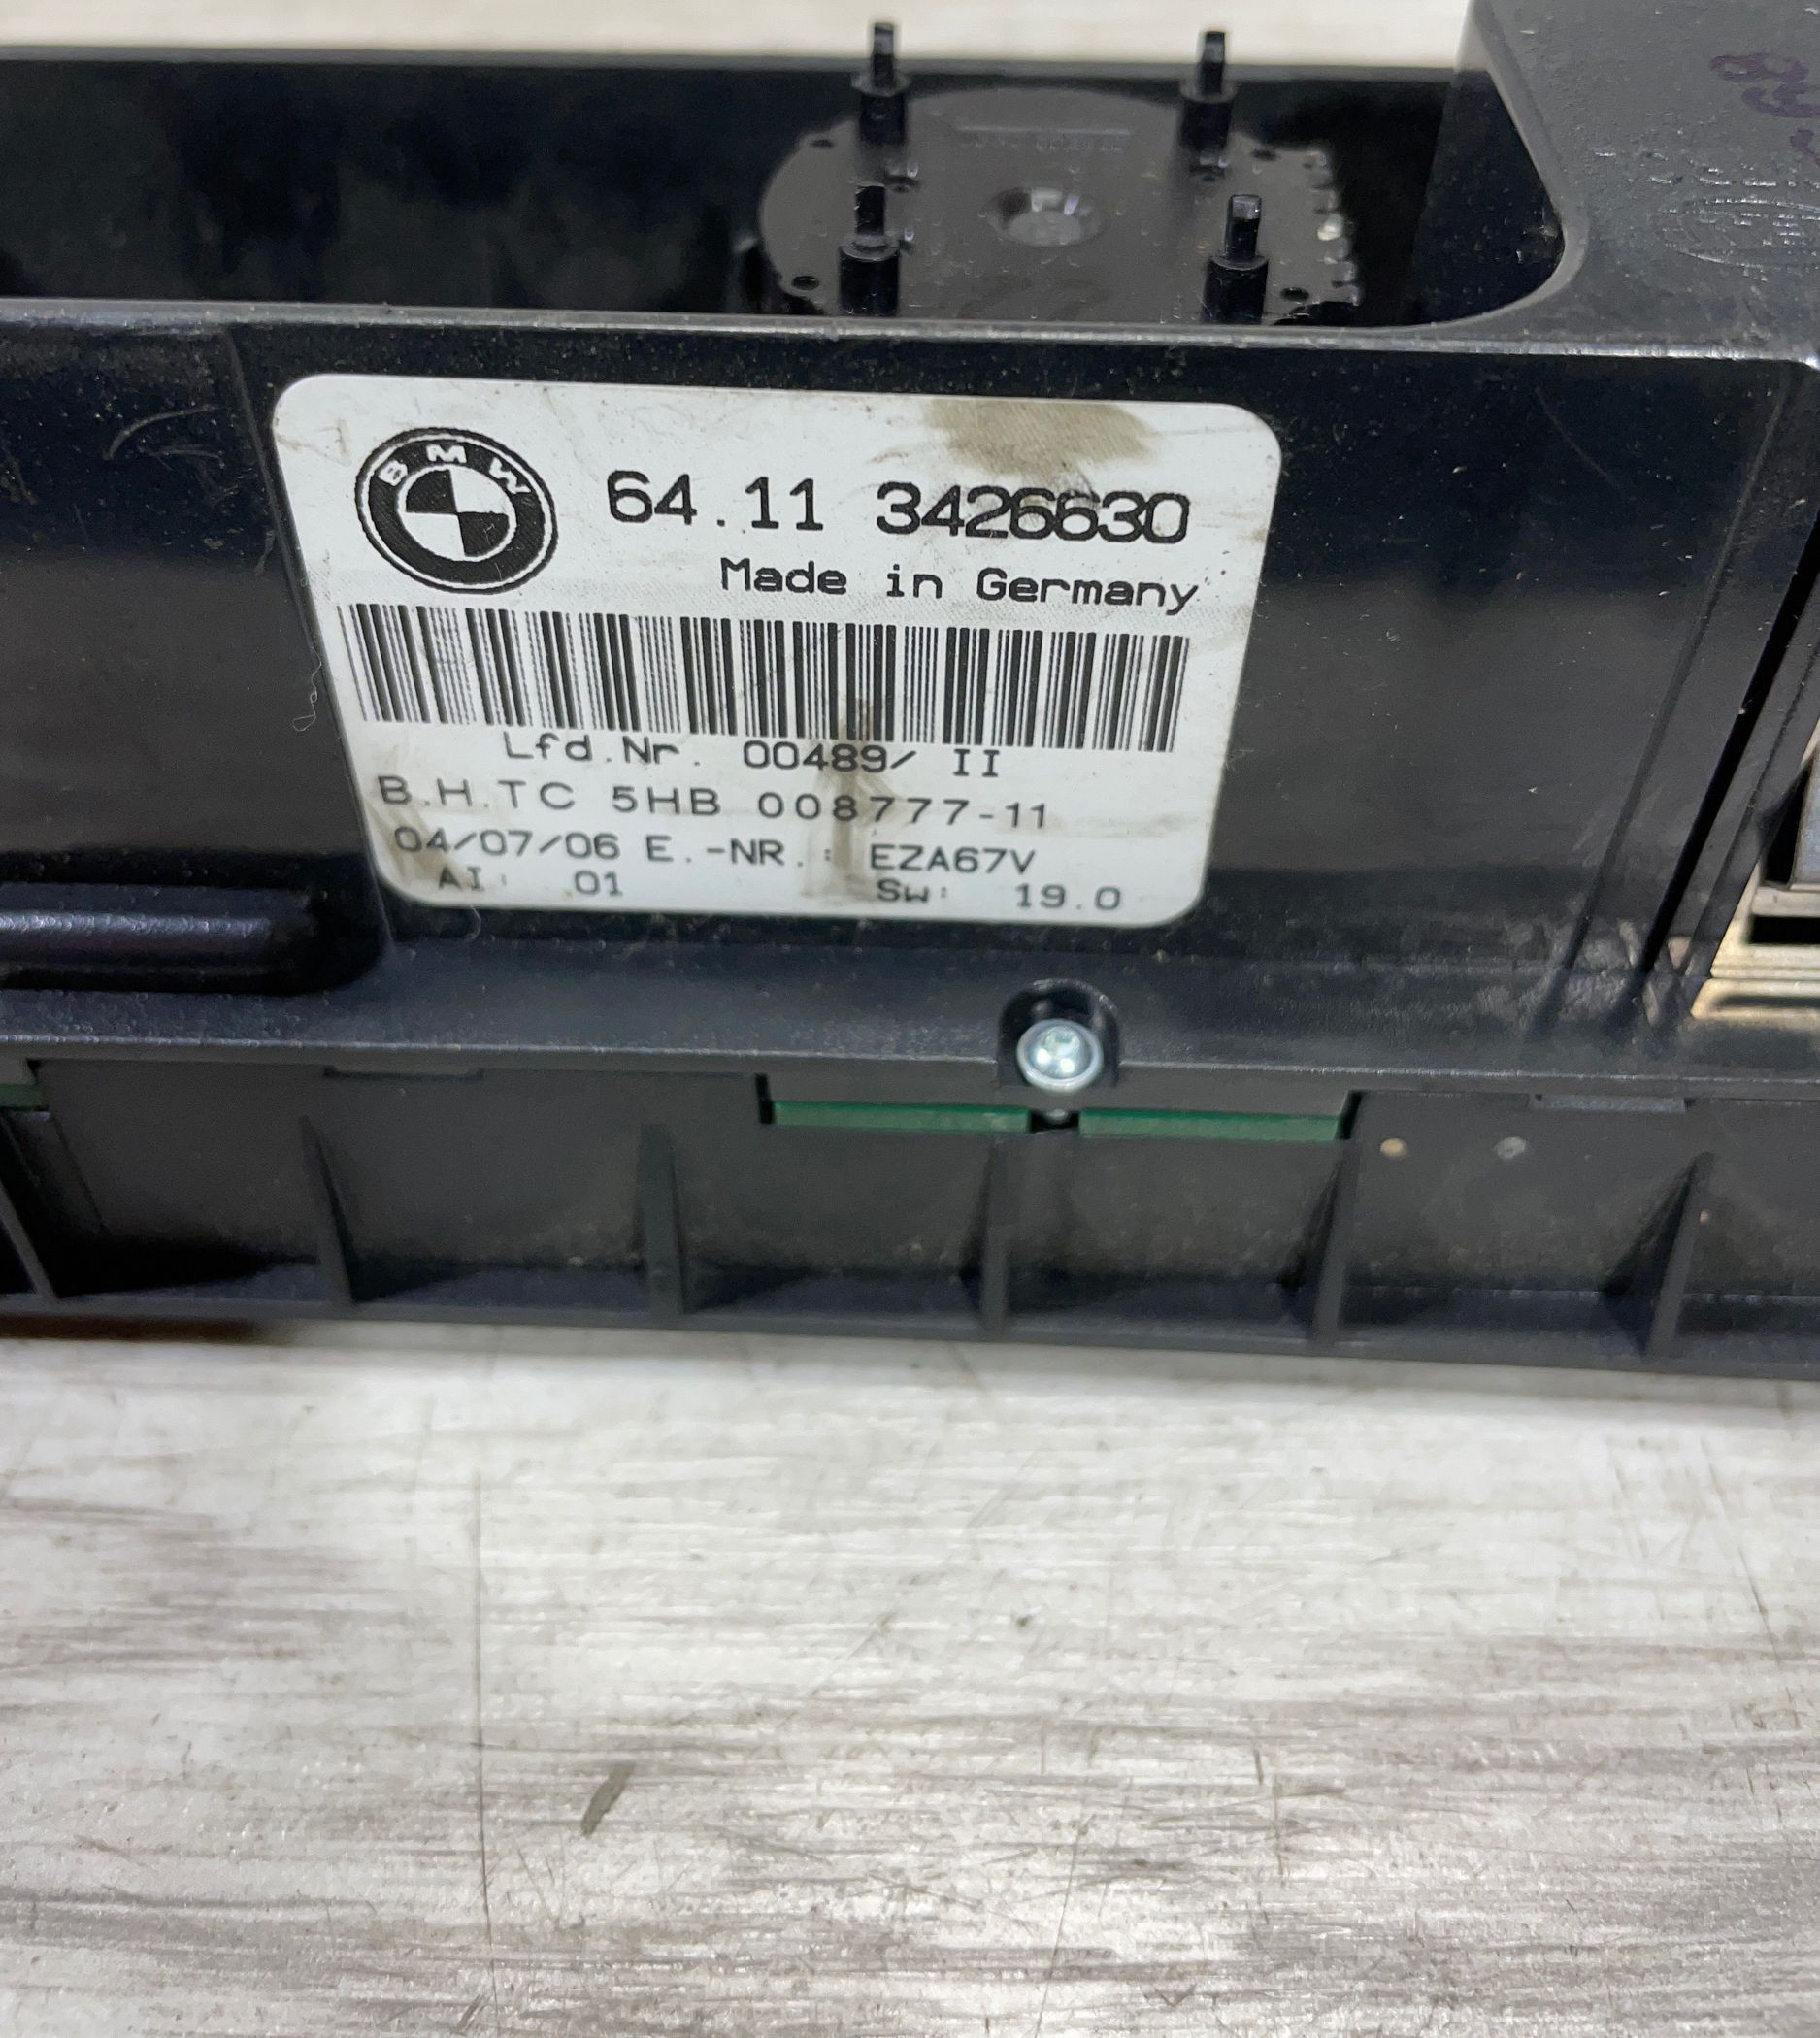 BMW
64.11 3426630
Made in Germany
Lfd.Nr. 00489/ II
B.H.TC 5HB 008777-11
04/07/06 E.-NR.: EZA67V
AI: 01 SW: 19.0